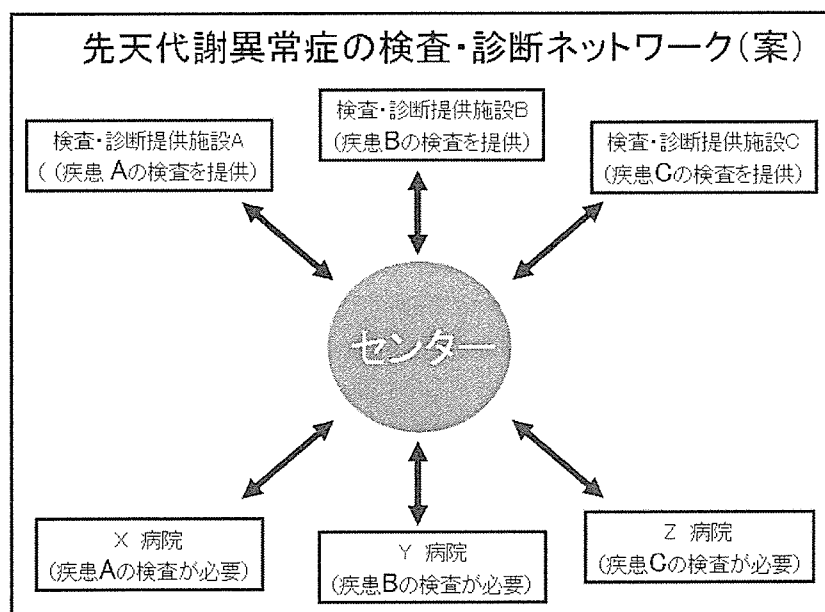 先天代謝異常症の検査・診断ネットワーク(案)
検査・診断提供施設A
( (疾患 Aの検査を提供)
検査・診断提供施設B
(疾患Bの検査を提供)
検査・診断提供施設C
(疾患Cの検査を提供)
センター
X 病院
(疾患Aの検査が必要)
Y 病院
(疾患Bの検査が必要)
Z 病院
(疾患Cの検査が必要)